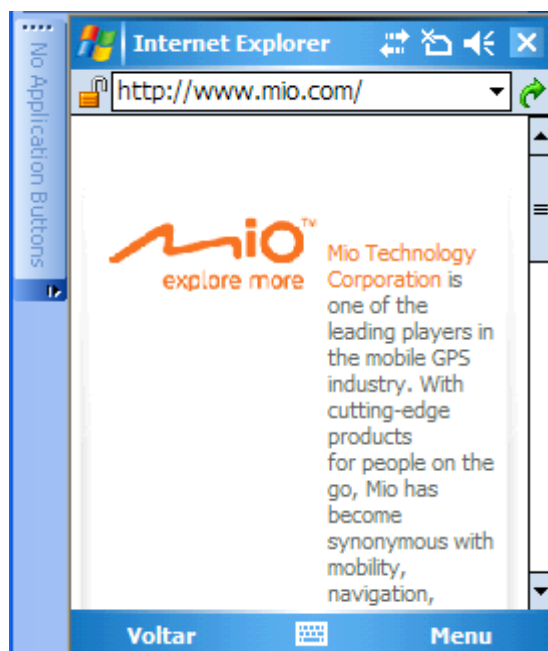 No Application Buttons
Internet Explorer
http://www.mio.com/
mio™
explore more
Mio Technology
Corporation is
one of the
leading players in
the mobile GPS
industry. With
cutting-edge
products
for people on the
go, Mio has
become
synonymous with
mobility,
navigation,
Voltar
Menu